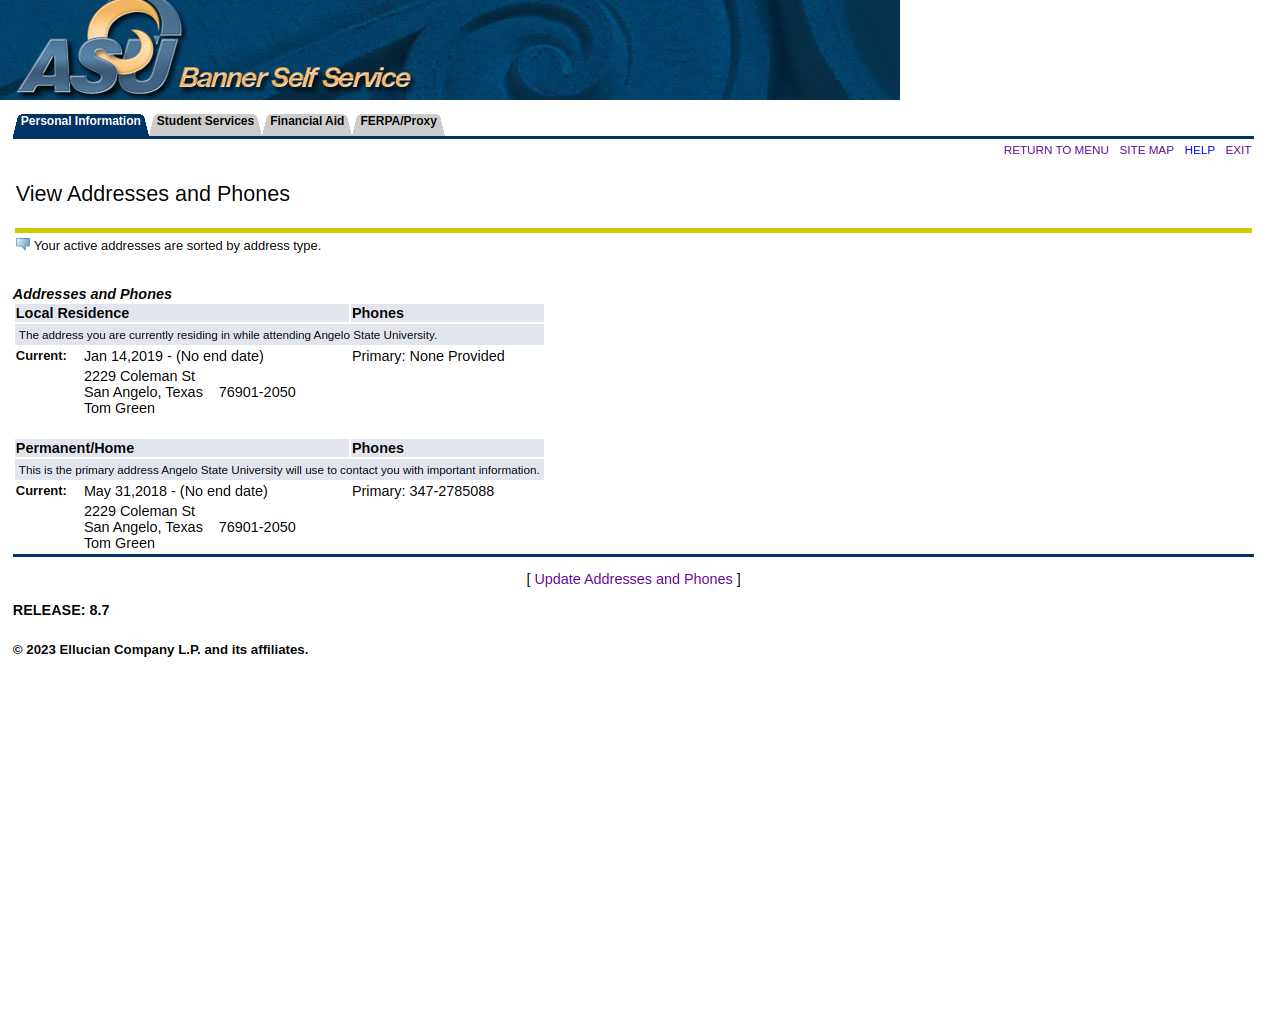 ASU Banner Self Service
Personal Information Student Services Financial Aid FERPA/Proxy
RETURN TO MENU SITE MAP HELP EXIT
View Addresses and Phones
Your active addresses are sorted by address type.
Addresses and Phones
Local Residence Phones
The address you are currently residing in while attending Angelo State University.
Current: Jan 14,2019 - (No end date) Primary: None Provided
2229 Coleman St
San Angelo, Texas 76901-2050
Tom Green
Permanent/Home Phones
This is the primary address Angelo State University will use to contact you with important information.
Current: May 31,2018 - (No end date) Primary: 347-2785088
2229 Coleman St
San Angelo, Texas 76901-2050
Tom Green
[ Update Addresses and Phones ]
RELEASE: 8.7
© 2023 Ellucian Company L.P. and its affiliates.